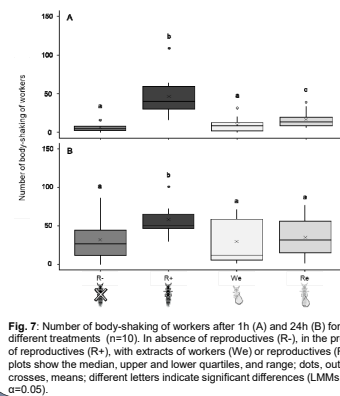 A
150
100
50
0
a
b
a
c
Number of body-shaking of workers
B
150
100
50
0
a
b
a
a
R-
R+
We
Re
Fig. 7: Number of body-shaking of workers after 1h (A) and 24h (B) for
different treatments (n=10). In absence of reproductives (R-), in the pr
of reproductives (R+), with extracts of workers (We) or reproductives (
plots show the median, upper and lower quartiles, and range; dots, out
crosses, means; different letters indicate significant differences (LMMs
α=0.05).